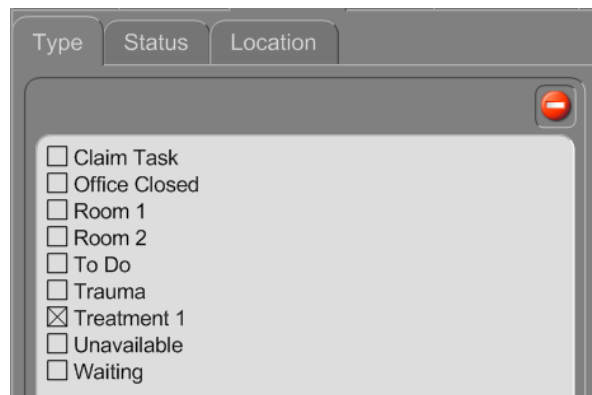 Type Status Location
Claim Task
Office Closed
Room 1
Room 2
To Do
Trauma
Treatment 1
Unavailable
Waiting